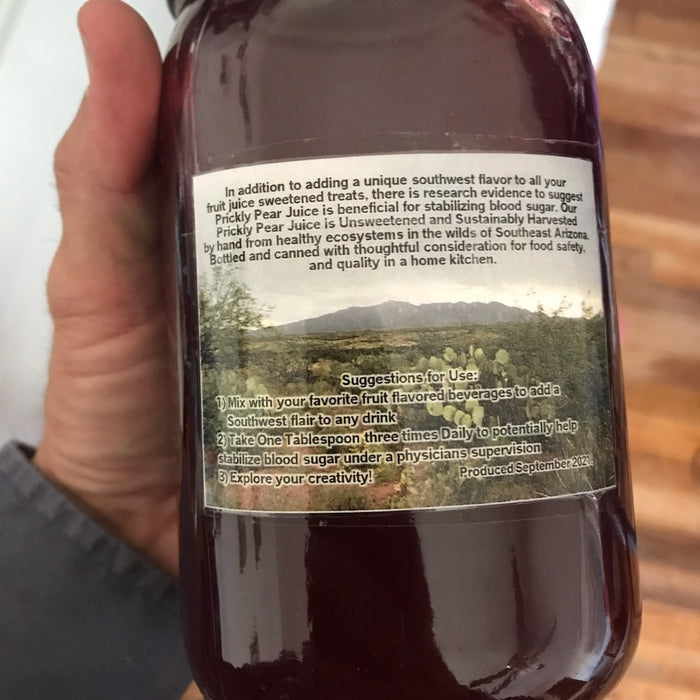 In addition to adding a unique southwest flavor to all your
fruit juice sweetened treats, there is research evidence to suggest
Prickly Pear Juice is beneficial for stabilizing blood sugar. Our
Prickly Pear Juice is Unsweetened and Sustainably Harvested
by hand from healthy ecosystems in the wilds of Southeast Arizona.
Bottled and canned with thoughtful consideration for food safety,
and quality in a home kitchen.
Suggestions for Use:
1) Mix with your favorite fruit flavored beverages to add a
Southwest flair to any drink
2) Take One Tablespoon three times Daily to potentially help
stabilize blood sugar under a physicians supervision
3) Explore your creativity!
Produced September 2021.